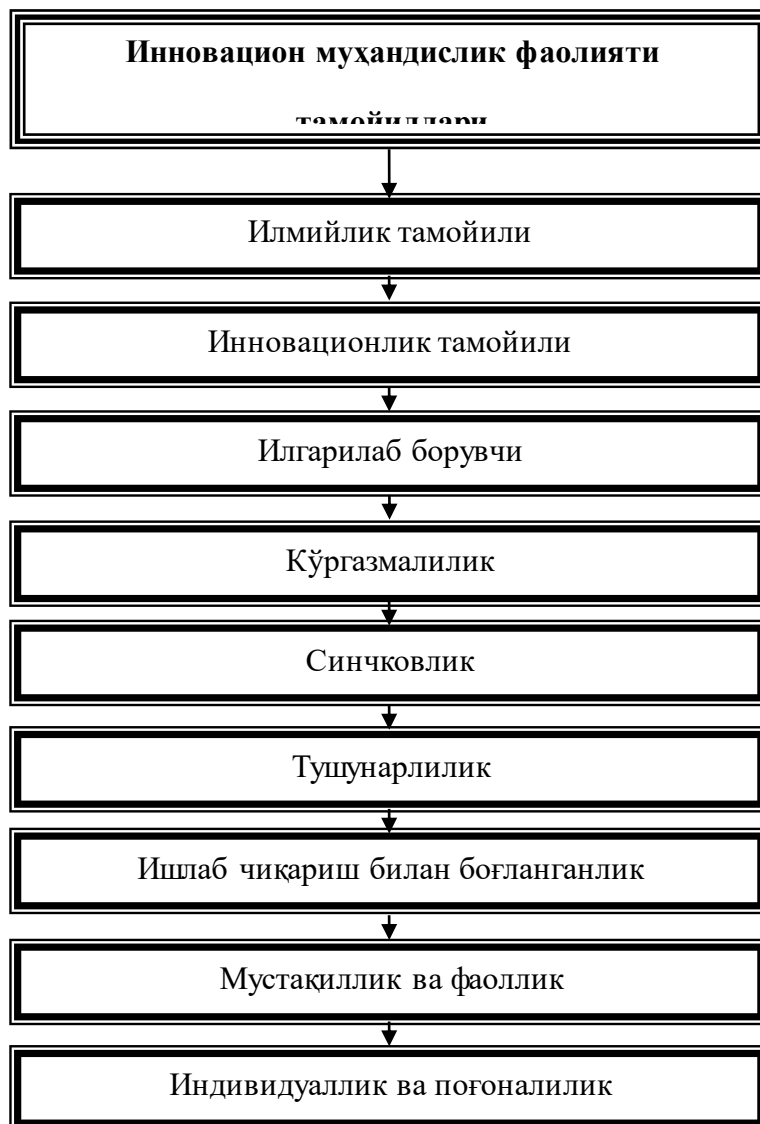 Инновацион муҳандислик фаолияти
тамойиллари
Илмийлик тамойили
Инновационлик тамойили
Илгарилаб борувчи
Кўргазмалилик
Синчковлик
Тушунарлилик
Ишлаб чиқариш билан боғланганлик
Мустақиллик ва фаоллик
Индивидуаллик ва поғоналилик